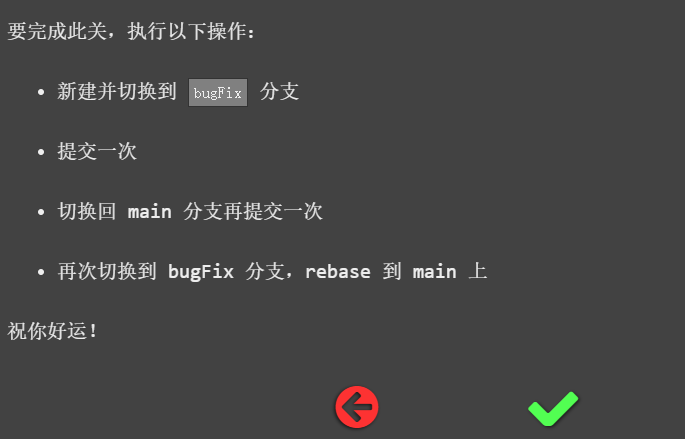 要完成此关，执行以下操作：
• 新建并切换到 bugFix 分支
• 提交一次
• 切换回 main 分支再提交一次
• 再次切换到 bugFix 分支，rebase 到 main 上
祝你好运！